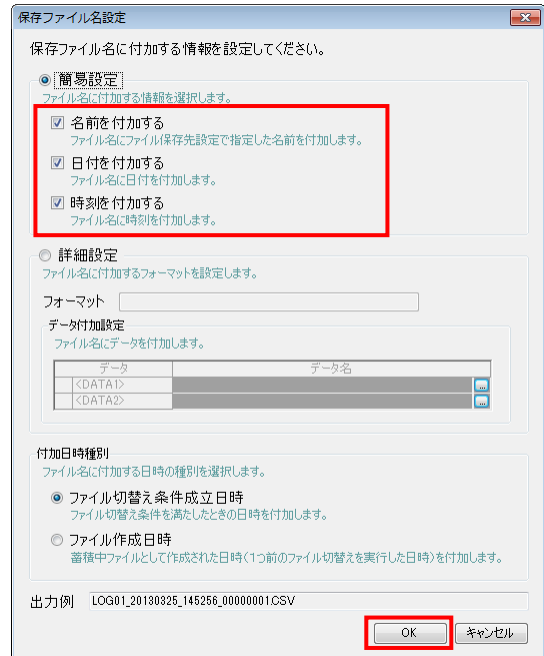 保存ファイル名設定
保存ファイル名に付加する情報を設定してください。
簡易設定
ファイル名に付加する情報を選択します。
名前を付加する
ファイル名にファイル保存先設定で指定した名前を付加します。
日付を付加する
ファイル名に日付を付加します。
時刻を付加する
ファイル名に時刻を付加します。
詳細設定
ファイル名に付加するフォーマットを設定します。
フォーマット
データ付加設定
ファイル名にデータを付加します。
データ データ名
<DATA1> ...
<DATA2> ...
付加日時種別
ファイル名に付加する日時の種別を選択します。
ファイル切替え条件成立日時
ファイル切替え条件を満たしたときの日時を付加します。
ファイル作成日時
蓄積中ファイルとして作成された日時(1つ前のファイル切替えを実行した日時)を付加します。
出力例 LOG01_20130325_145256_00000001.CSV
OK キャンセル